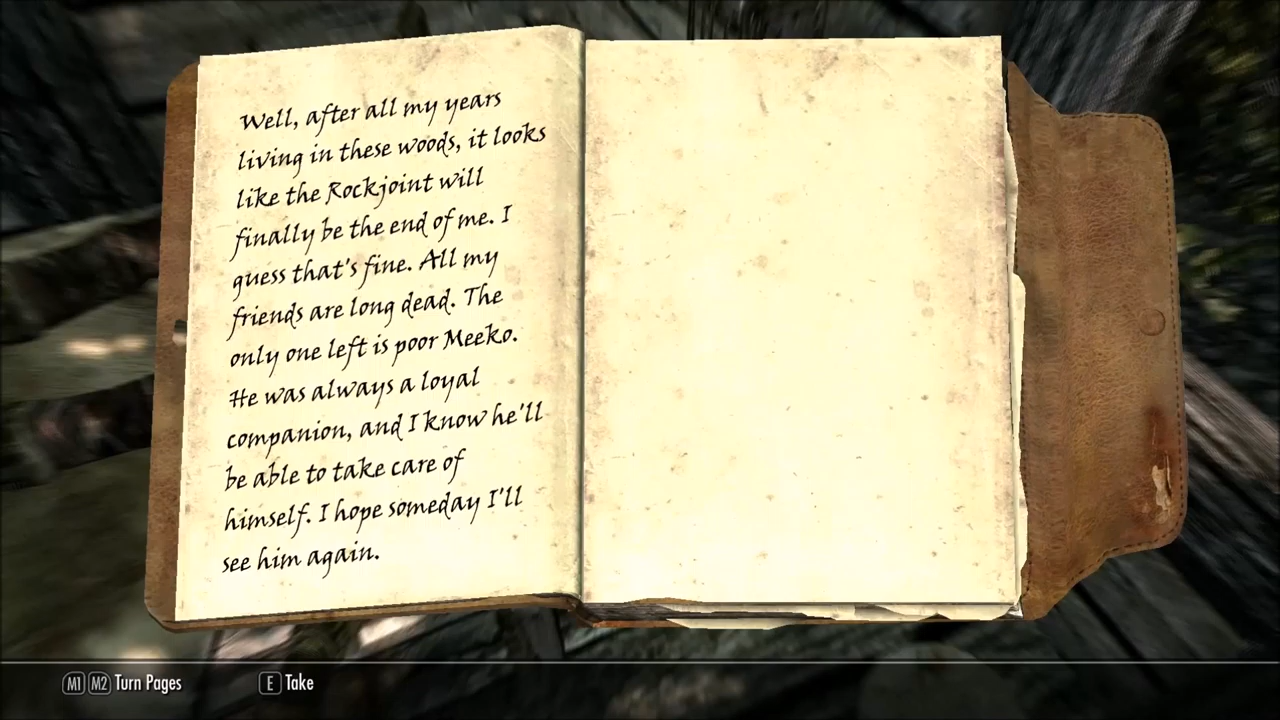 Well, after all my years
living in these woods, it looks
like the Rockjoint will
finally be the end of me. I
guess that's fine. All my
friends are long dead. The
only one left is poor Meeko.
He was always a loyal
companion, and I know he'll
be able to take care of
himself. I hope someday I'll
see him again.
M1 M2 Turn Pages
E Take